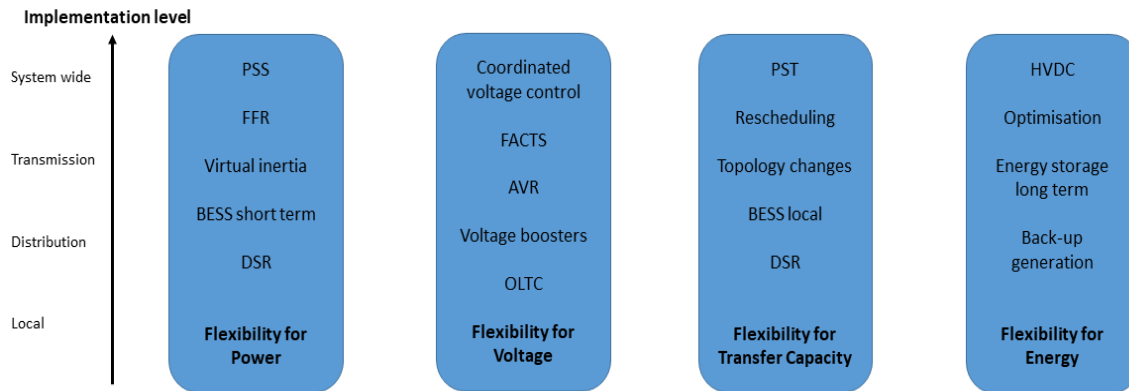 Implementation level
System wide
Transmission
Distribution
Local
PSS
FFR
Virtual inertia
BESS short term
DSR
Flexibility for
Power
Coordinated
voltage control
FACTS
AVR
Voltage boosters
OLTC
Flexibility for
Voltage
PST
Rescheduling
Topology changes
BESS local
DSR
Flexibility for
Transfer Capacity
HVDC
Optimisation
Energy storage
long term
Back-up
generation
Flexibility for
Energy